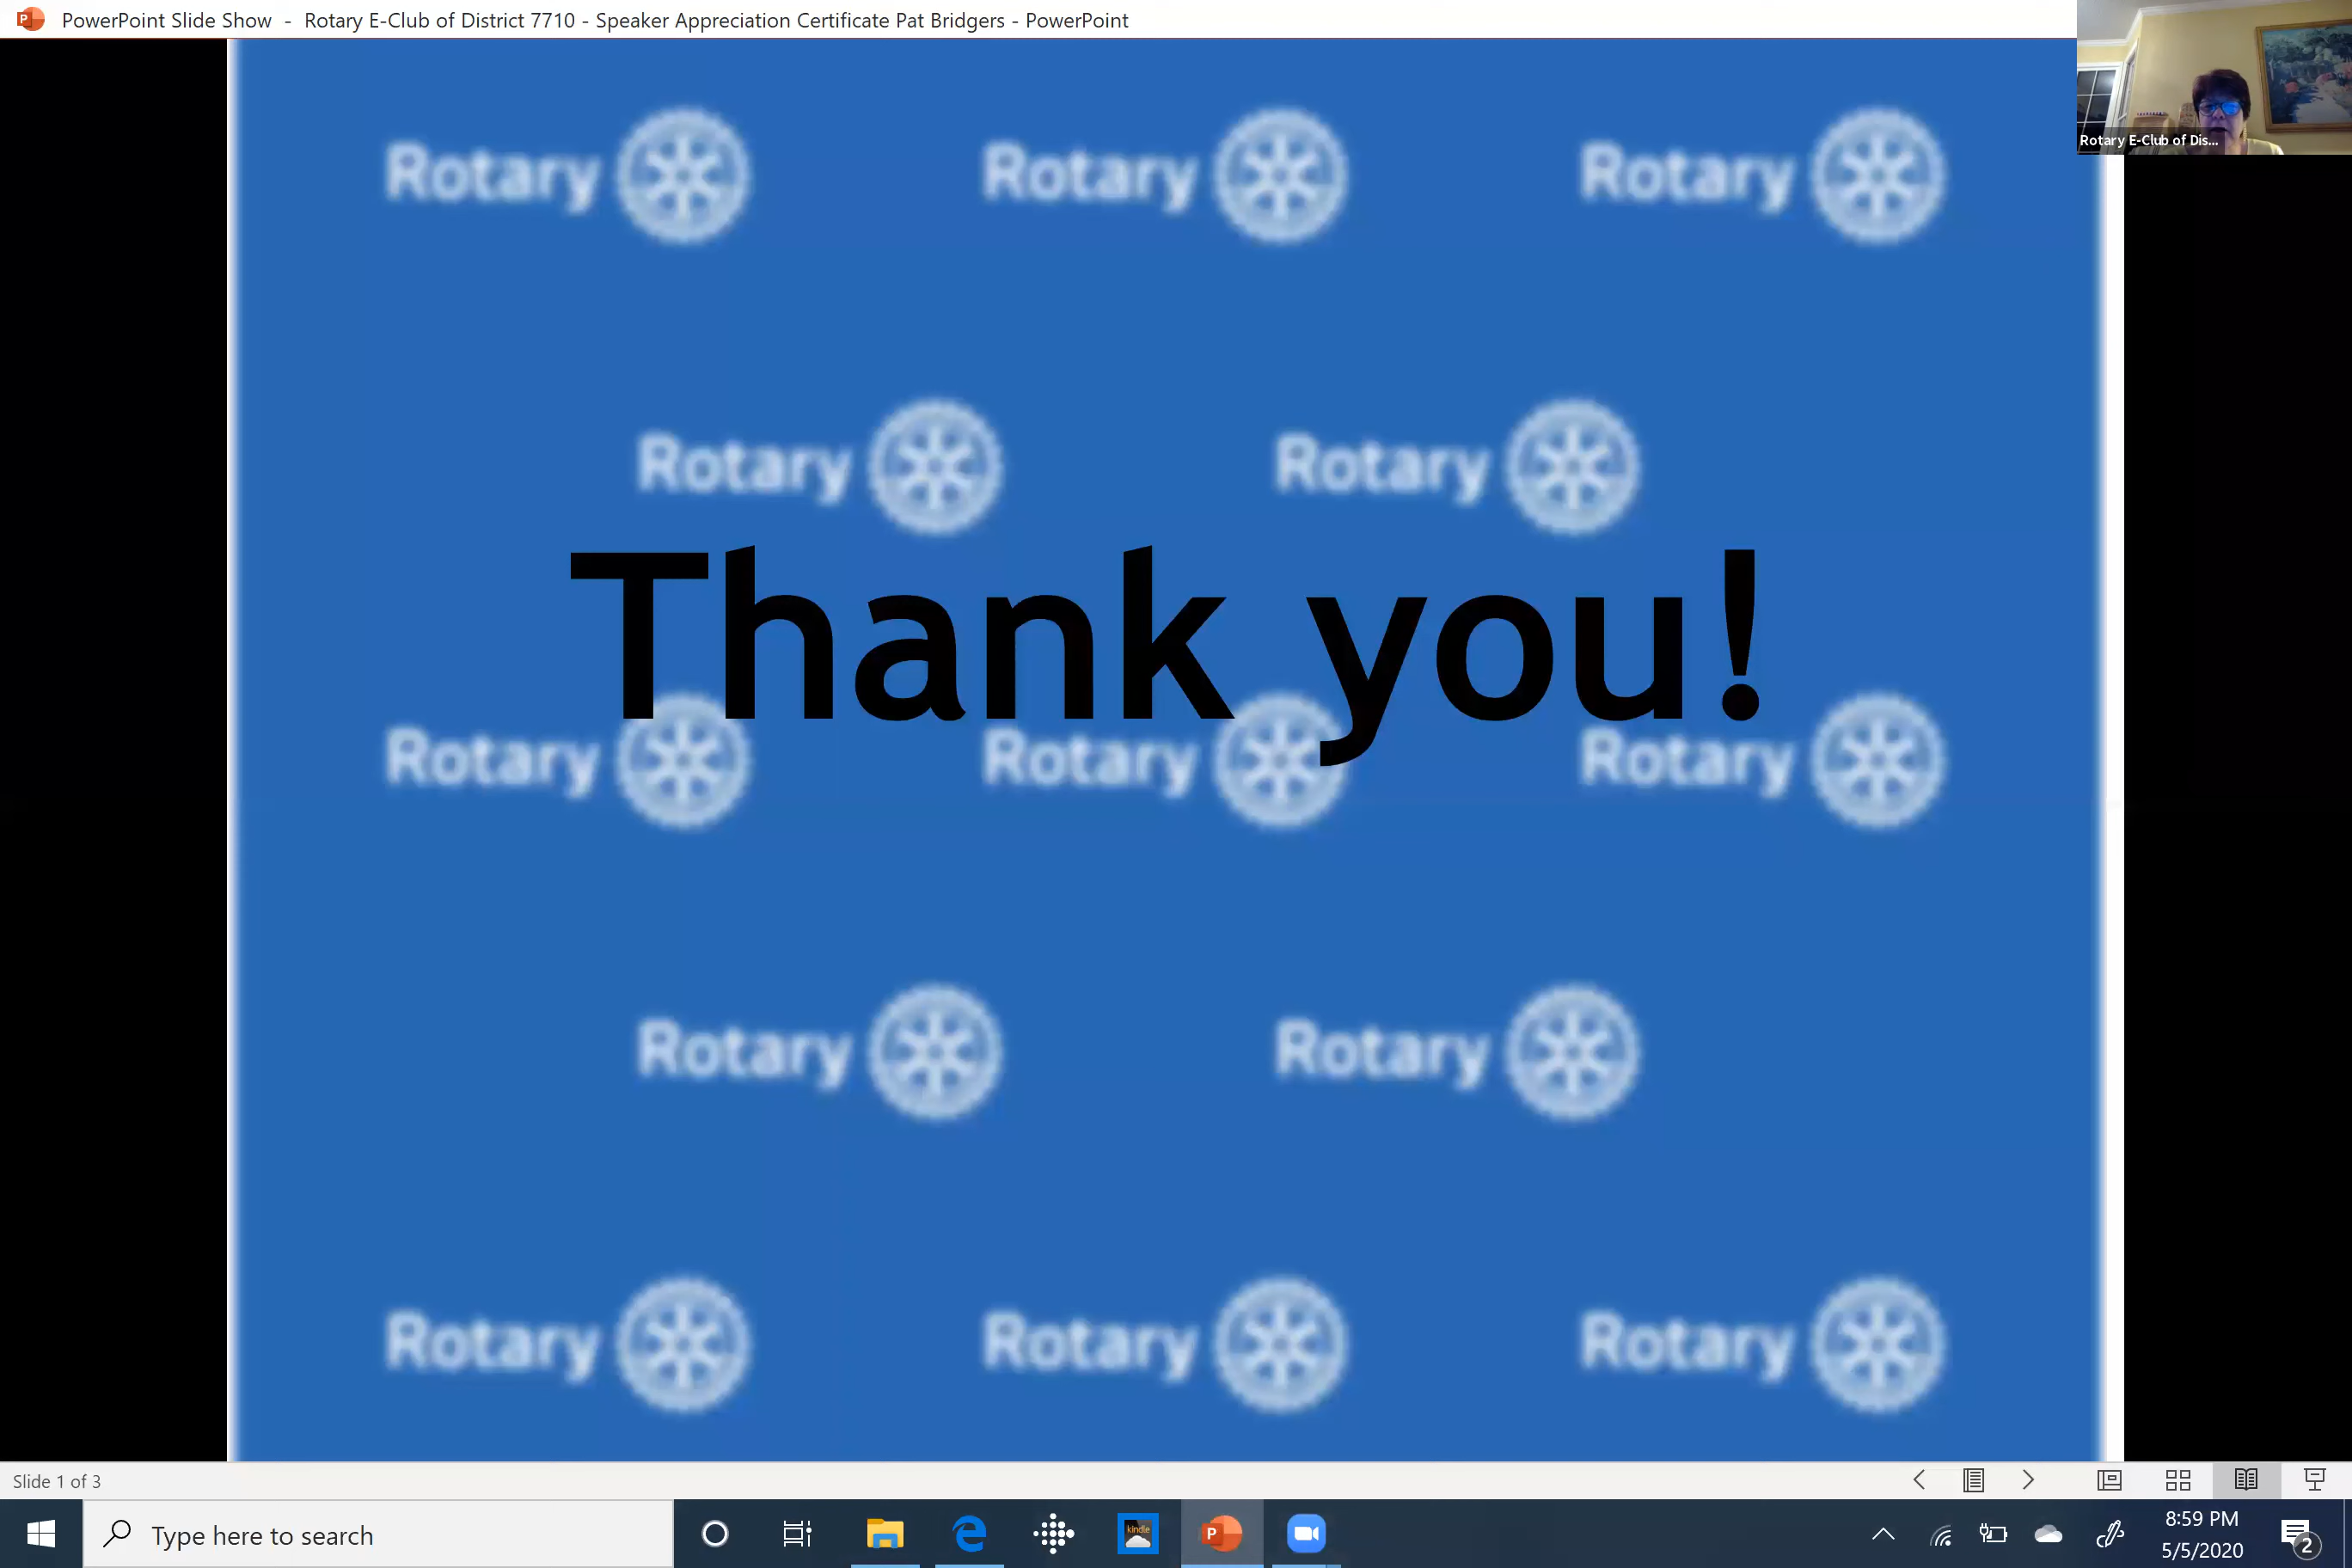 PowerPoint Slide Show - Rotary E-Club of District 7710 - Speaker Appreciation Certificate Pat Bridgers - PowerPoint
Rotary E-Club of Dis...
Rotary Rotary Rotary
Rotary Rotary
Thank you!
Rotary Rotary Rotary
Rotary Rotary
Rotary Rotary Rotary
Slide 1 of 3
Type here to search
kindle
8:59 PM
5/5/2020
2